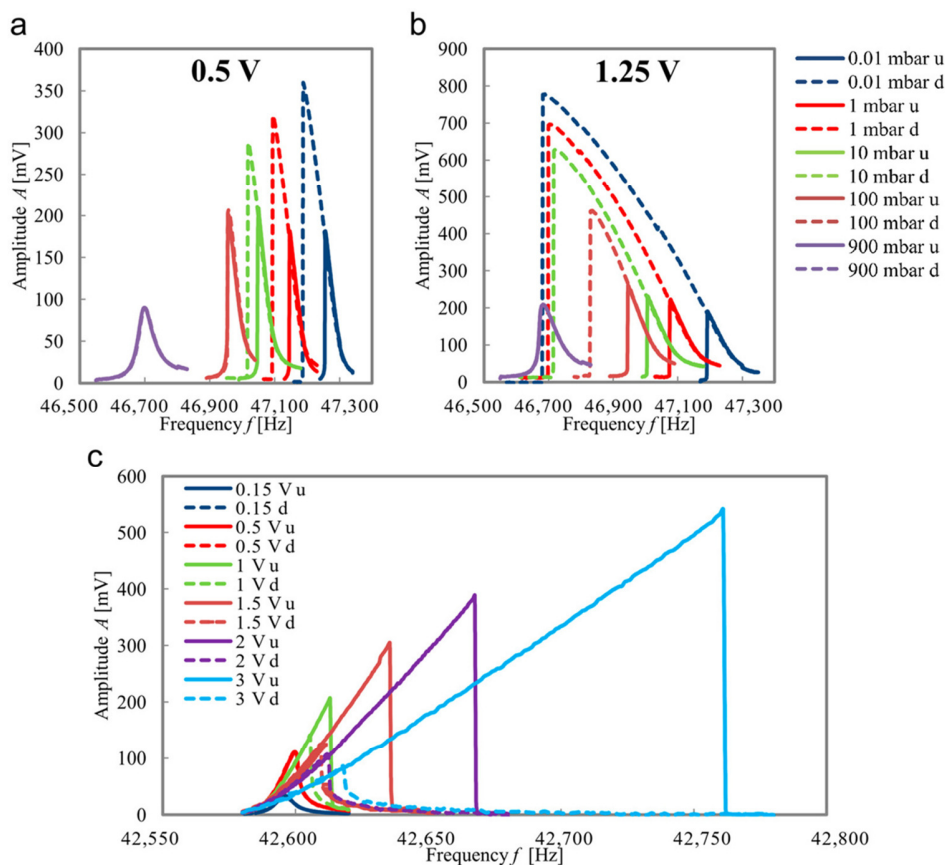 a
0.5 V
Amplitude A [mV]
400
350
300
250
200
150
100
50
0
46,500 46,700 46,900 47,100 47,300
Frequency f [Hz]
b
1.25 V
Amplitude A [mV]
900
800
700
600
500
400
300
200
100
0
46,500 46,700 46,900 47,100 47,300
Frequency f [Hz]
0.01 mbar u
0.01 mbar d
1 mbar u
1 mbar d
10 mbar u
10 mbar d
100 mbar u
100 mbar d
900 mbar u
900 mbar d
c
Amplitude A [mV]
600
500
400
300
200
100
0
0.15 V u
0.15 d
0.5 V u
0.5 V d
1 V u
1 V d
1.5 V u
1.5 V d
2 V u
2 V d
3 V u
3 V d
42,550 42,600 42,650 42,700 42,750 42,800
Frequency f [Hz]